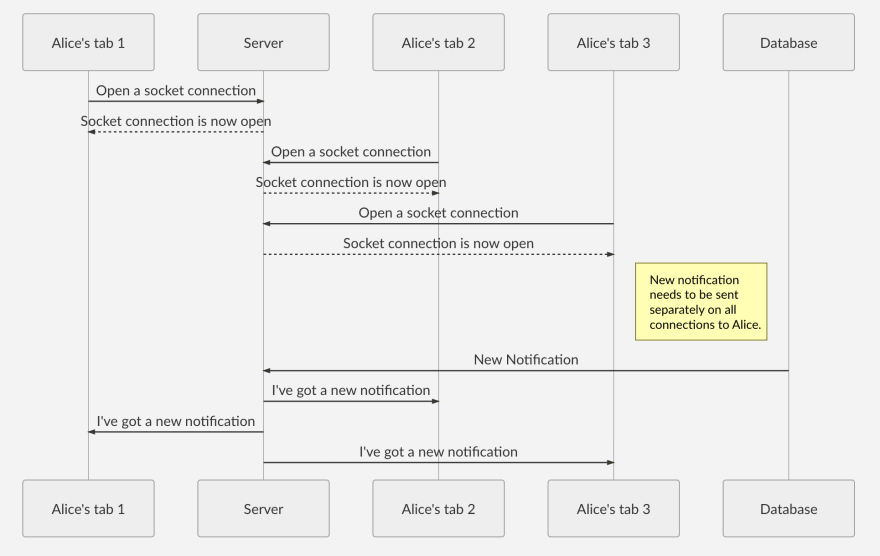 Alice's tab 1
Server
Alice's tab 2
Alice's tab 3
Database
Open a socket connection
Socket connection is now open
Open a socket connection
Socket connection is now open
Open a socket connection
Socket connection is now open
New notification
needs to be sent
separately on all
connections to Alice.
New Notification
I've got a new notification
I've got a new notification
I've got a new notification
Alice's tab 1
Server
Alice's tab 2
Alice's tab 3
Database